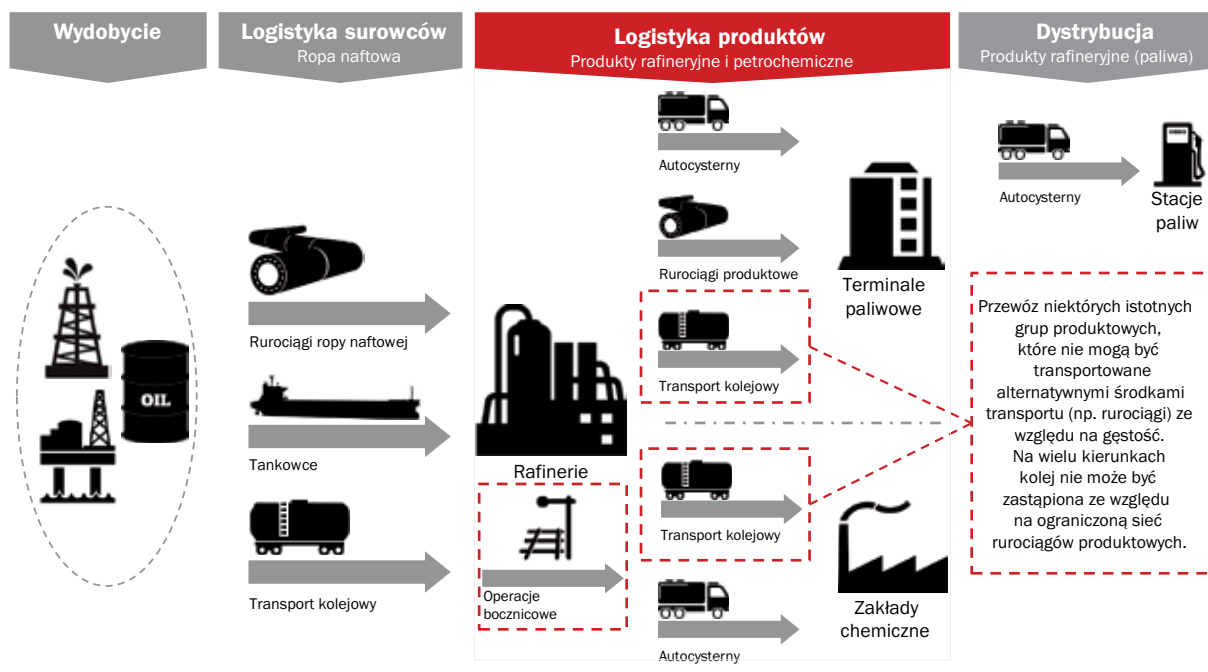 Wydobycie
Logistyka surowców
Ropa naftowa
Logistyka produktów
Produkty rafineryjne i petrochemiczne
Dystrybucja
Produkty rafineryjne (paliwa)
OIL
Rurociągi ropy naftowej
Tankowce
Transport kolejowy
Rafinerie
Operacje
bocznicowe
Autocysterny
Rurociągi produktowe
Transport kolejowy
Transport kolejowy
Autocysterny
Terminale
paliwowe
Zakłady
chemiczne
Autocysterny
Stacje
paliw
Przewóz niektórych istotnych
grup produktowych,
które nie mogą być
transportowane
alternatywnymi środkami
transportu (np. rurociągi) ze
względu na gęstość.
Na wielu kierunkach
kolej nie może być
zastąpiona ze względu
na ograniczoną sieć
rurociągów produktowych.